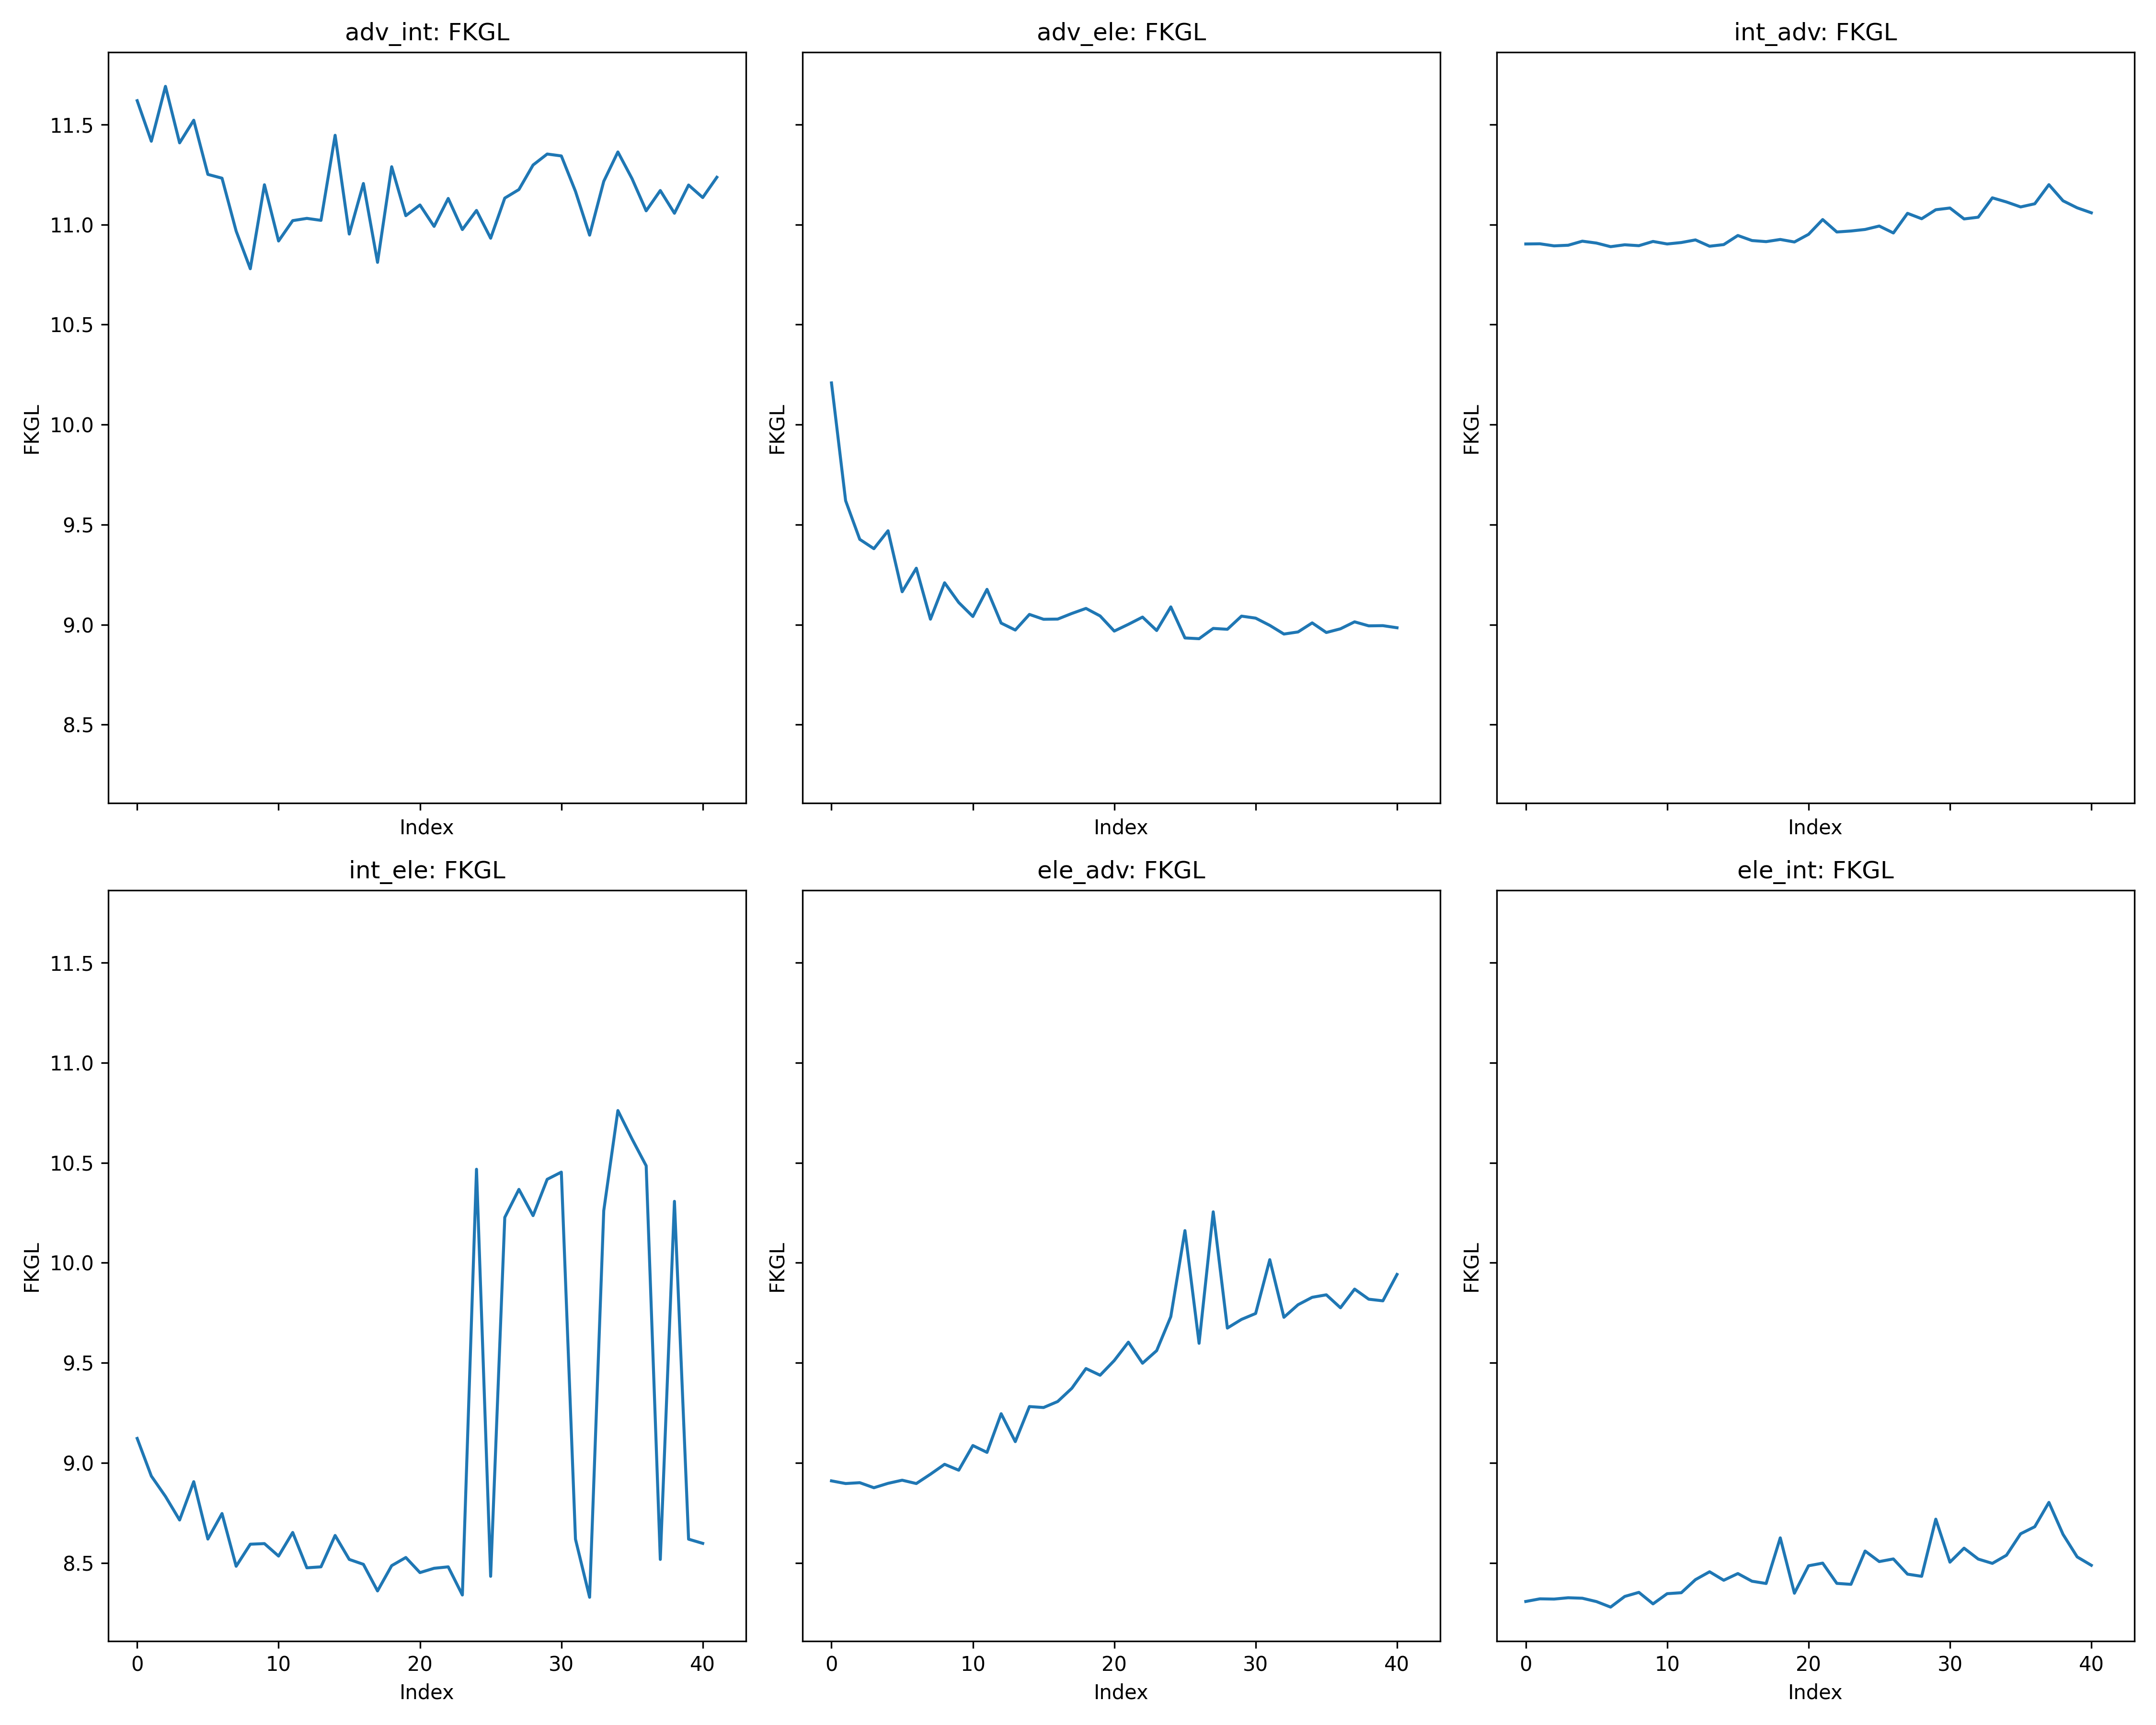 adv_int: FKGL
adv_ele: FKGL
int_adv: FKGL
11.5
11.0
10.5
10.0
9.5
9.0
8.5
FKGL
FKGL
FKGL
Index
Index
Index
int_ele: FKGL
ele_adv: FKGL
ele_int: FKGL
11.5
11.0
10.5
10.0
9.5
9.0
8.5
FKGL
FKGL
FKGL
0 10 20 30 40
0 10 20 30 40
0 10 20 30 40
Index
Index
Index